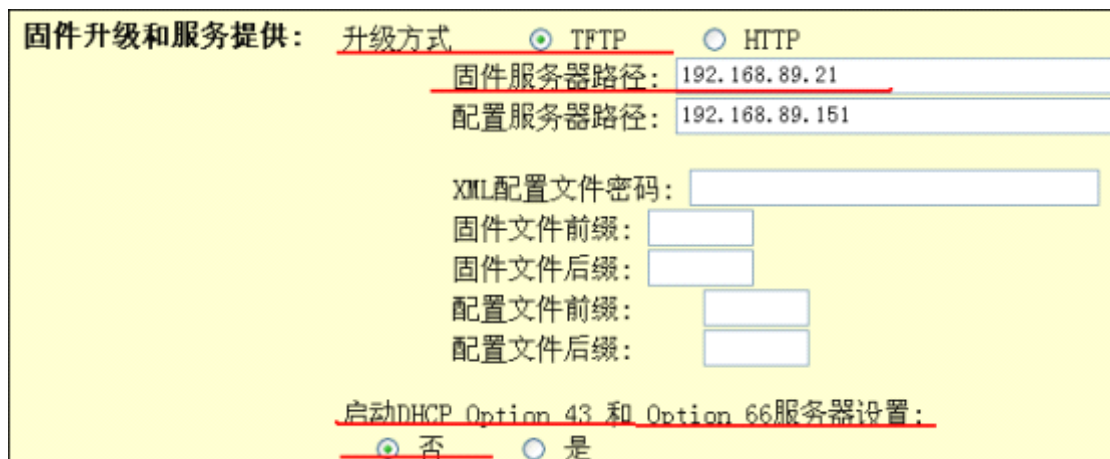 固件升级和服务提供: 升级方式 TFTP HTTP
固件服务器路径: 192.168.89.21
配置服务器路径: 192.168.89.151
XML配置文件密码:
固件文件前缀:
固件文件后缀:
配置文件前缀:
配置文件后缀:
启动DHCP Option 43 和 Option 66服务器设置:
否 是